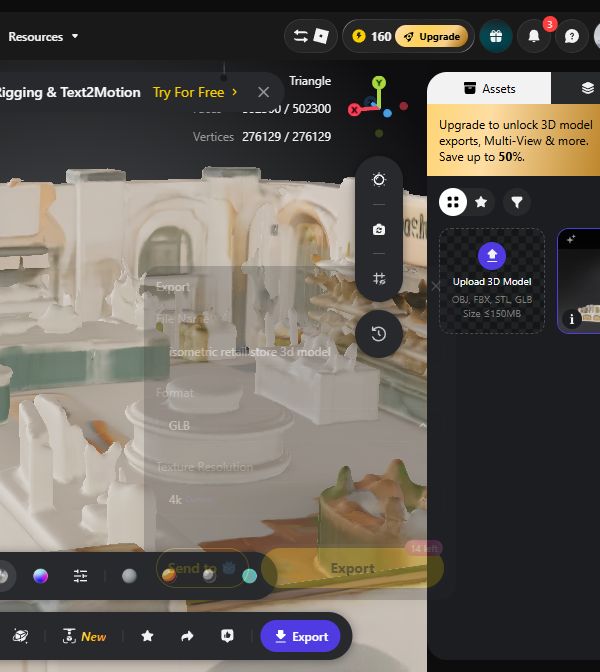 Resources
160 Upgrade
3
Rigging & Text2Motion Try For Free
Triangle
502300 / 502300
Vertices 276129 / 276129
Y
X
Assets
Upgrade to unlock 3D model
exports, Multi-View & more.
Save up to 50%.
Upload 3D Model
OBJ, FBX, STL, GLB
Size ≤150MB
Export
File Name
isometric retail store 3d model
Format
GLB
Texture Resolution
4k
14 left
Send to
Export
New
Export